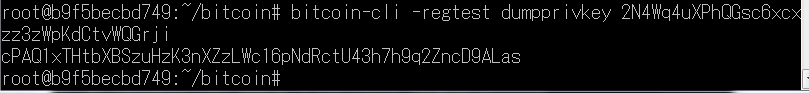 root@b9f5becbd749:~/bitcoin# bitcoin-cli -regtest dumpprivkey 2N4Wq4uXPhQGsc6xcx
zz3zWpKdCtvWQGrji
cPAQ1xTHtbXBSzuHzK3nXZzLWc16pNdRctU43h7h9q2ZncD9ALas
root@b9f5becbd749:~/bitcoin#